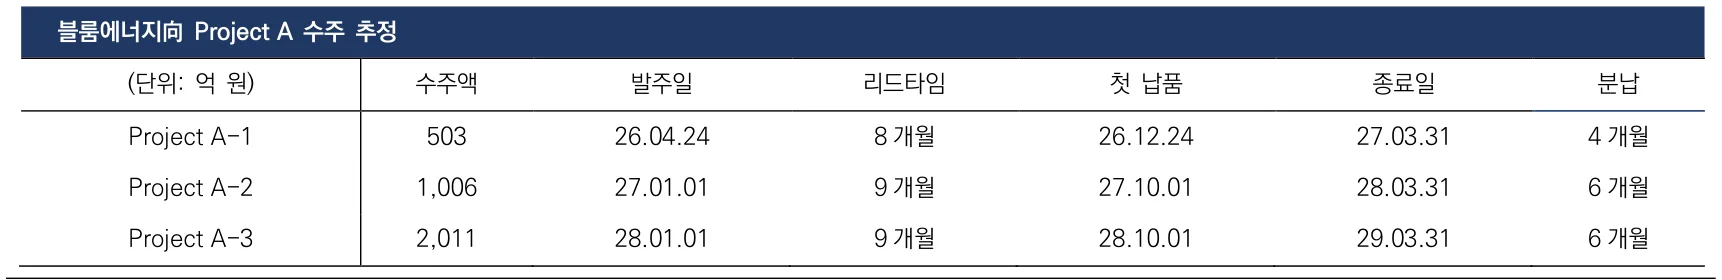 블룸에너지向 Project A 수주 추정
(단위: 억 원) 수주액 발주일 리드타임 첫 납품 종료일 분납
Project A-1 503 26.04.24 8개월 26.12.24 27.03.31 4개월
Project A-2 1,006 27.01.01 9개월 27.10.01 28.03.31 6개월
Project A-3 2,011 28.01.01 9개월 28.10.01 29.03.31 6개월